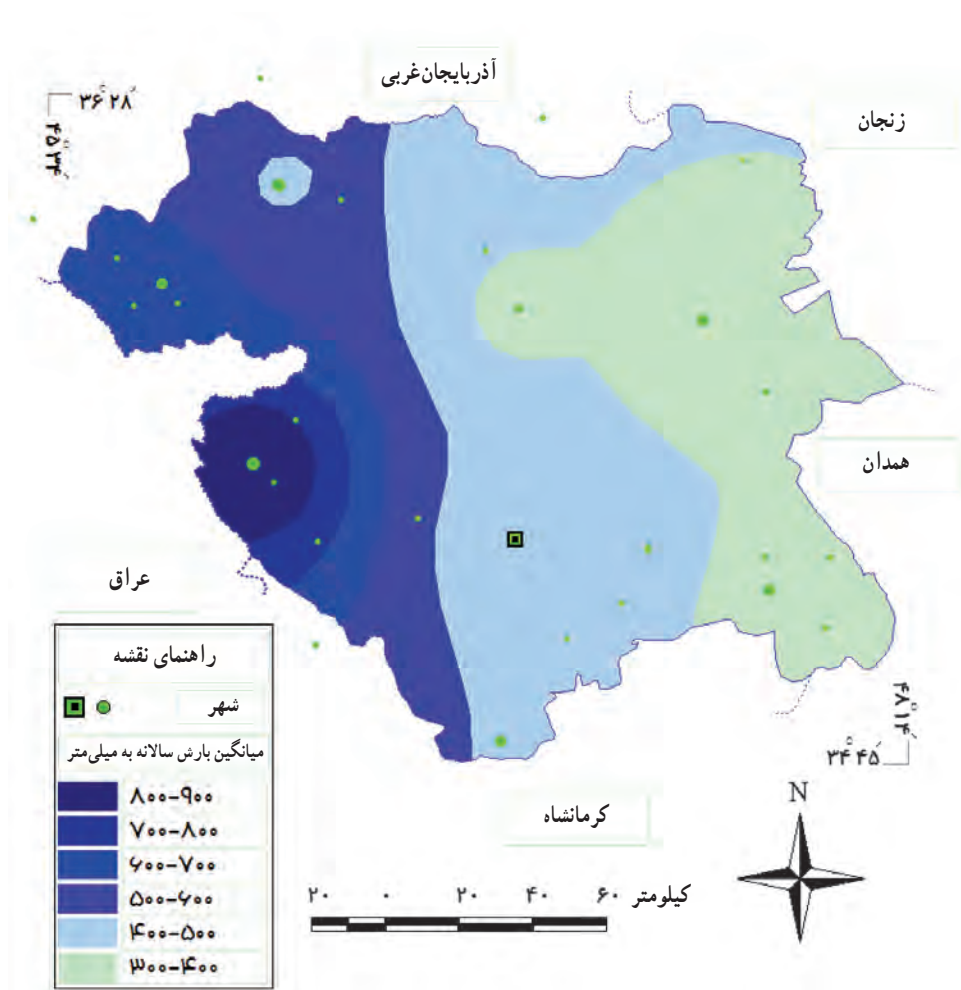 آذربایجان‌غربی
۳۶° ۲۸′
۴۵° ۳۴′
زنجان
همدان
عراق
۴۸° ۱۴′
۳۴° ۴۵′
کرمانشاه
راهنمای نقشه
شهر
میانگین بارش سالانه به میلی‌متر
۸۰۰-۹۰۰
۷۰۰-۸۰۰
۶۰۰-۷۰۰
۵۰۰-۶۰۰
۴۰۰-۵۰۰
۳۰۰-۴۰۰
۲۰ ۰ ۲۰ ۴۰ ۶۰ کیلومتر
N